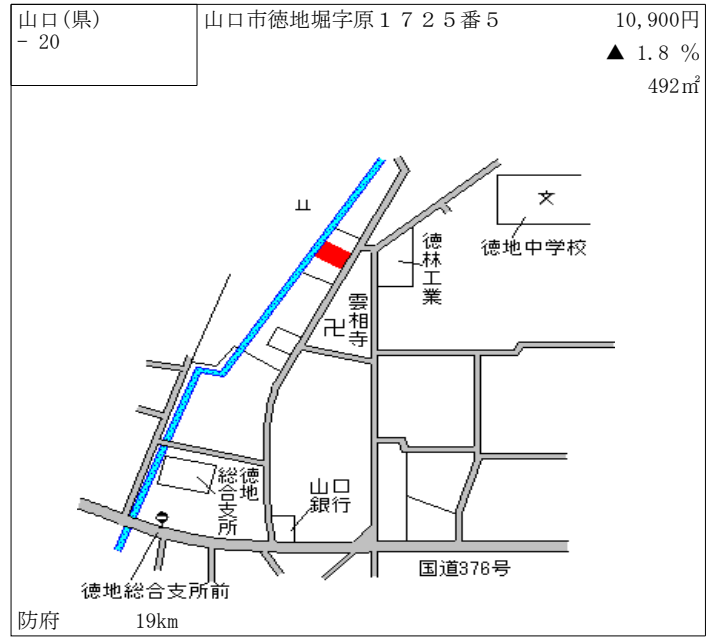 山口(県)
- 20
山口市徳地堀字原１７２５番５
10,900円
▲ 1.8 %
492㎡
文
徳地中学校
徳林工業
雲相寺
卍
徳地
総合支所
山口
銀行
国道376号
徳地総合支所前
防府 19km